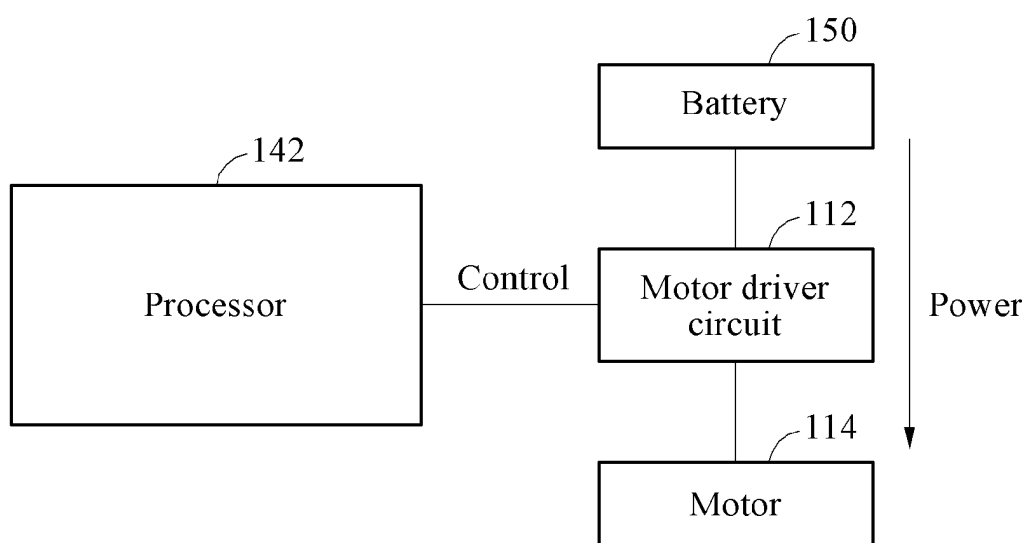 150
Battery
142
112
Processor
Control
Motor driver
circuit
Power
114
Motor